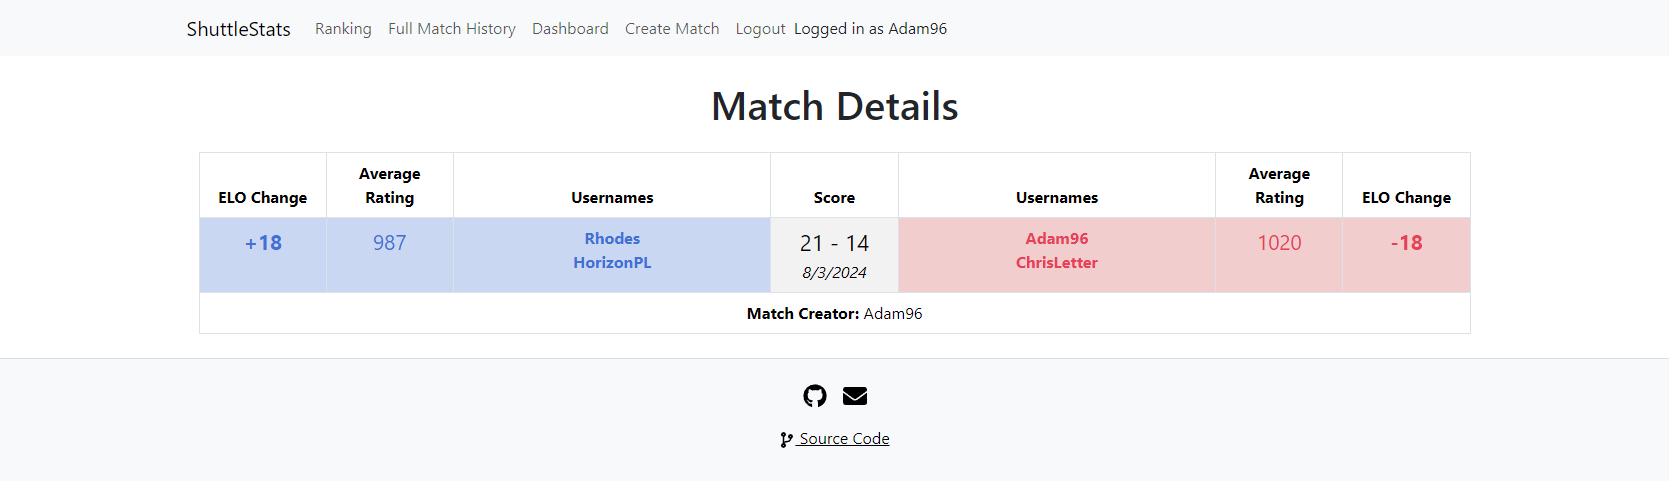 ShuttleStats Ranking Full Match History Dashboard Create Match Logout Logged in as Adam96
Match Details
ELO Change Average Rating Usernames Score Usernames Average Rating ELO Change
+18 987 Rhodes 21 - 14 Adam96 1020 -18
HorizonPL 8/3/2024 ChrisLetter
Match Creator: Adam96
Source Code